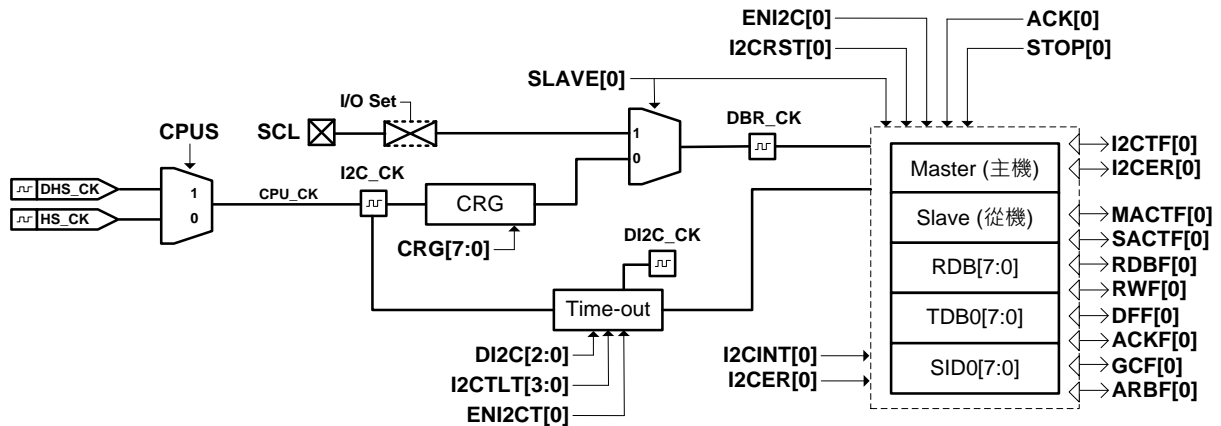 ENI2C[0]
ACK[0]
I2CRST[0]
STOP[0]
SLAVE[0]
I/O Set
DBR_CK
CPUS
SCL
1
0
I2C_CK
DHS_CK
1
CPU_CK
HS_CK
0
CRG
CRG[7:0]
DI2C_CK
Time-out
DI2C[2:0]
I2CTLT[3:0]
ENI2CT[0]
I2CINT[0]
I2CER[0]
Master (主機)
Slave (從機)
RDB[7:0]
TDB0[7:0]
SID0[7:0]
I2CTF[0]
I2CER[0]
MACTF[0]
SACTF[0]
RDBF[0]
RWF[0]
DFF[0]
ACKF[0]
GCF[0]
ARBF[0]